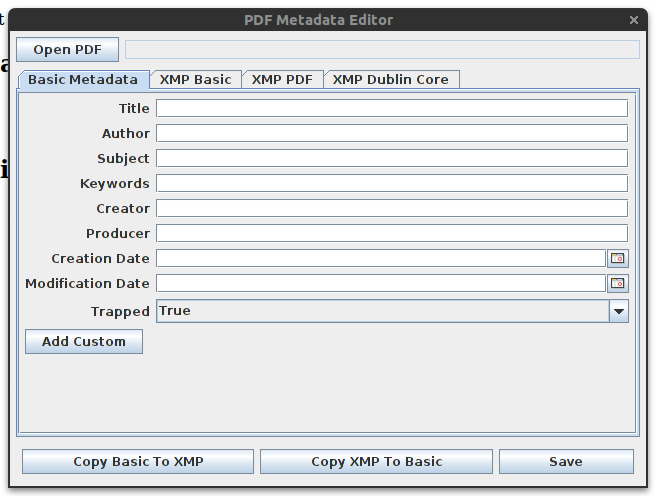 PDF Metadata Editor
t
Open PDF
a
Basic Metadata XMP Basic XMP PDF XMP Dublin Core
Title
Author
Subject
i
Keywords
Creator
Producer
Creation Date
Modification Date
Trapped True
Add Custom
Copy Basic To XMP Copy XMP To Basic Save